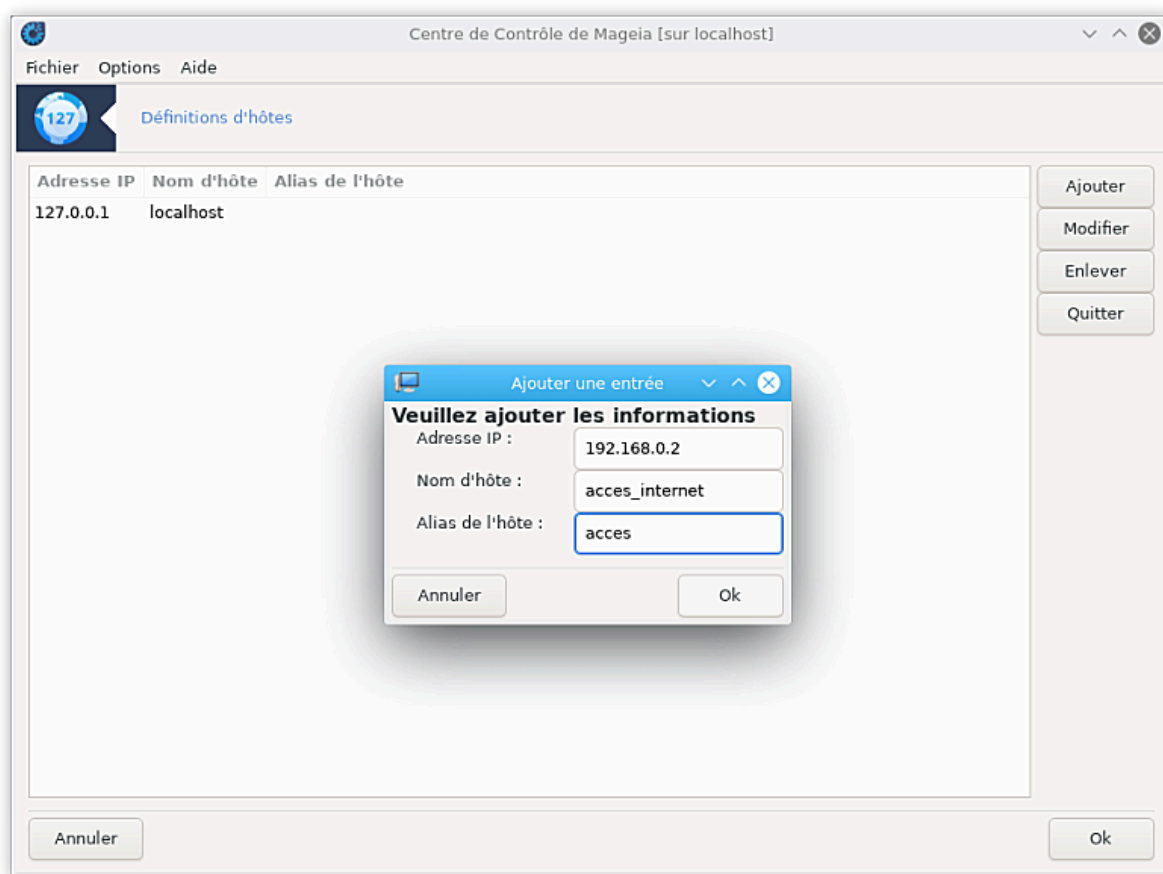 Centre de Contrôle de Mageia [sur localhost]
Fichier Options Aide
127 Définitions d'hôtes
Adresse IP Nom d'hôte Alias de l'hôte
127.0.0.1 localhost
Ajouter
Modifier
Enlever
Quitter
Ajouter une entrée
Veuillez ajouter les informations
Adresse IP : 192.168.0.2
Nom d'hôte : acces_internet
Alias de l'hôte : acces
Annuler Ok
Annuler Ok